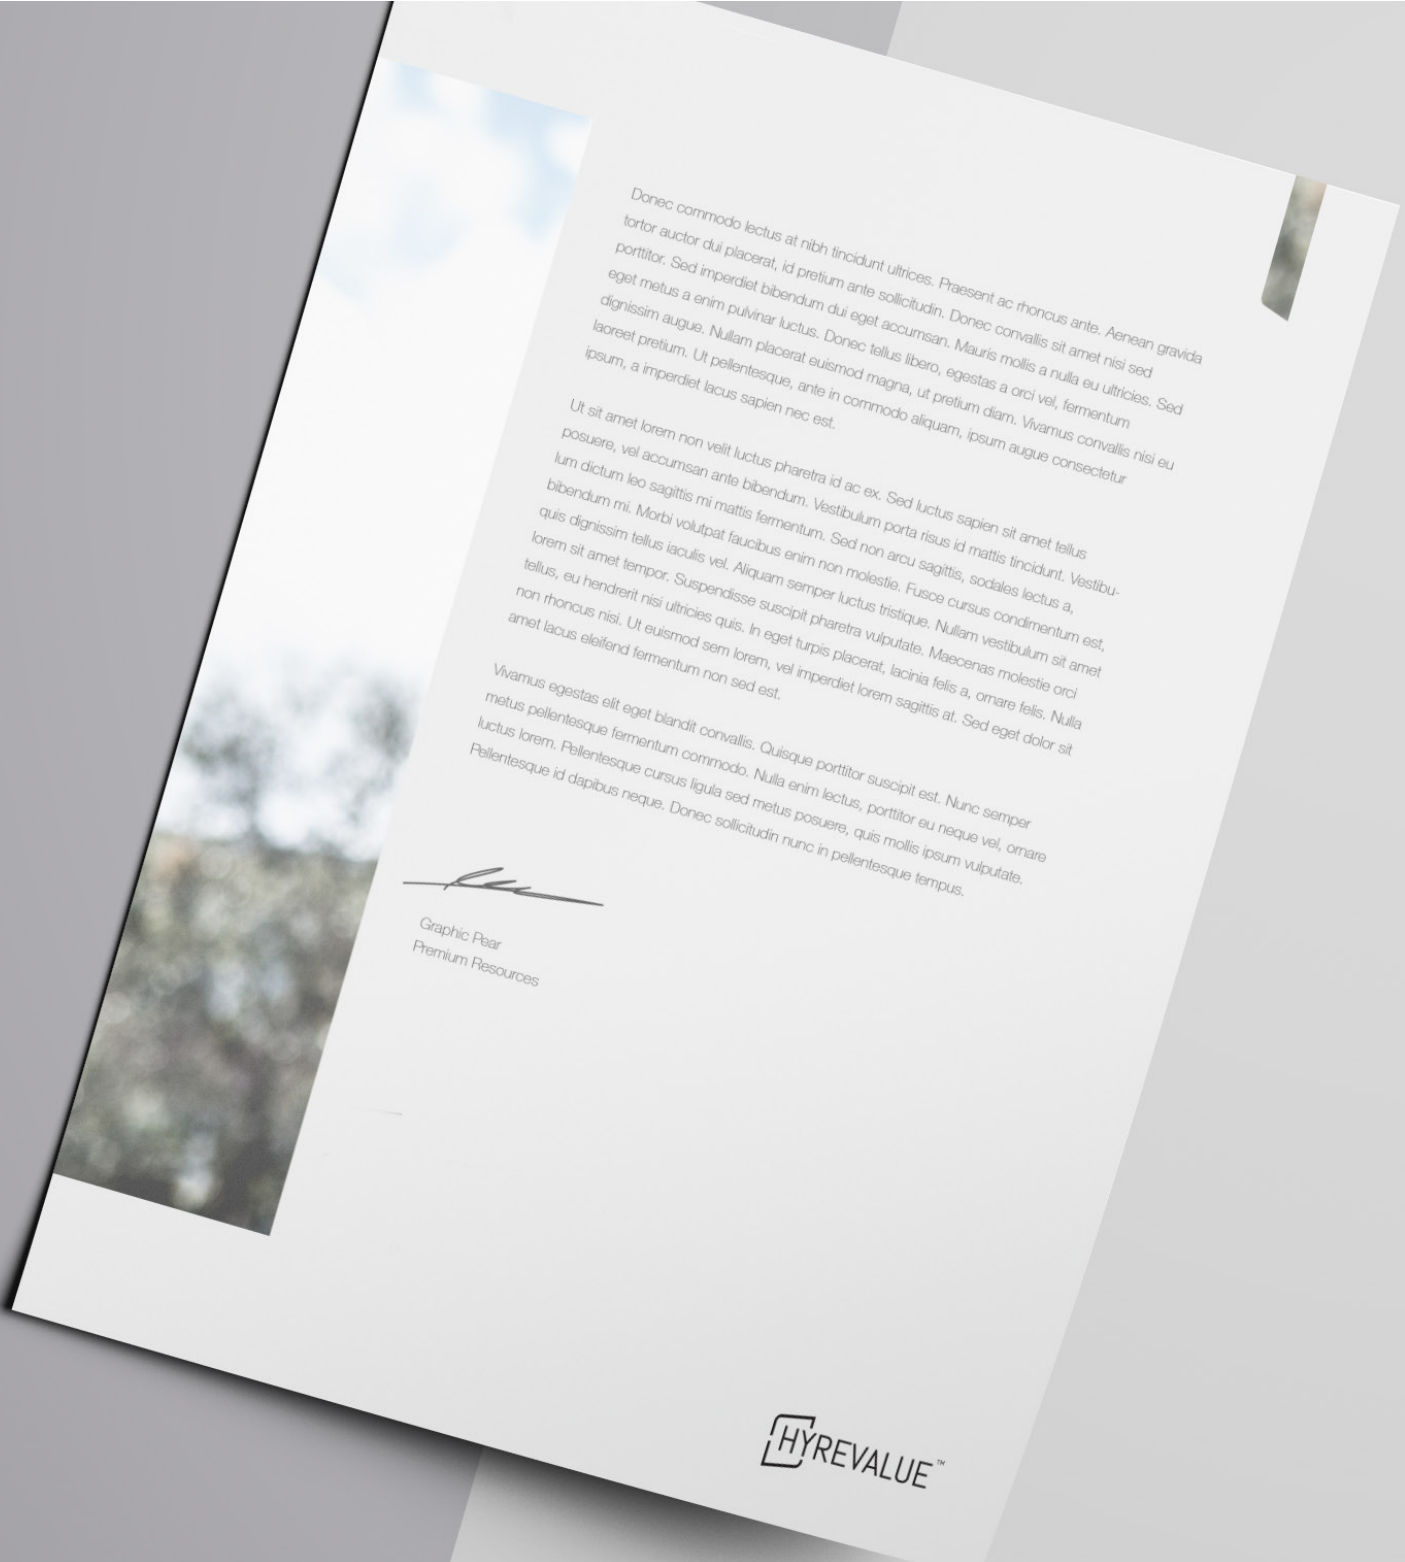 Donec commodo lectus at nibh tincidunt ultrices. Praesent ac rhoncus ante. Aenean gravida
tortor auctor dui placerat, id pretium ante sollicitudin. Donec convallis sit amet nisi sed
porttitor. Sed imperdiet bibendum dui eget accumsan. Mauris mollis a nulla eu ultricies. Sed
eget metus a enim pulvinar luctus. Donec tellus libero, egestas a orci vel, fermentum
dignissim augue. Nullam placerat euismod magna, ut pretium diam. Vivamus convallis nisi eu
laoreet pretium. Ut pellentesque, ante in commodo aliquam, ipsum augue consectetur
ipsum, a imperdiet lacus sapien nec est.
Ut sit amet lorem non velit luctus pharetra id ac ex. Sed luctus sapien sit amet tellus
posuere, vel accumsan ante bibendum. Vestibulum porta risus id mattis tincidunt. Vestibu-
lum dictum leo sagittis mi mattis fermentum. Sed non arcu sagittis, sodales lectus a,
bibendum mi. Morbi volutpat faucibus enim non molestie. Fusce cursus condimentum est,
quis dignissim tellus iaculis vel. Aliquam semper luctus tristique. Nullam vestibulum sit amet
lorem sit amet tempor. Suspendisse suscipit pharetra vulputate. Maecenas molestie orci
tellus, eu hendrerit nisi ultricies quis. In eget turpis placerat, lacinia felis a, ornare felis. Nulla
non rhoncus nisi. Ut euismod sem lorem, vel imperdiet lorem sagittis at. Sed eget dolor sit
amet lacus eleifend fermentum non sed est.
Vivamus egestas elit eget blandit convallis. Quisque porttitor suscipit est. Nunc semper
metus pellentesque fermentum commodo. Nulla enim lectus, porttitor eu neque vel, ornare
luctus lorem. Pellentesque cursus ligula sed metus posuere, quis mollis ipsum vulputate.
Pellentesque id dapibus neque. Donec sollicitudin nunc in pellentesque tempus.
Graphic Pear
Premium Resources
HYREVALUE™